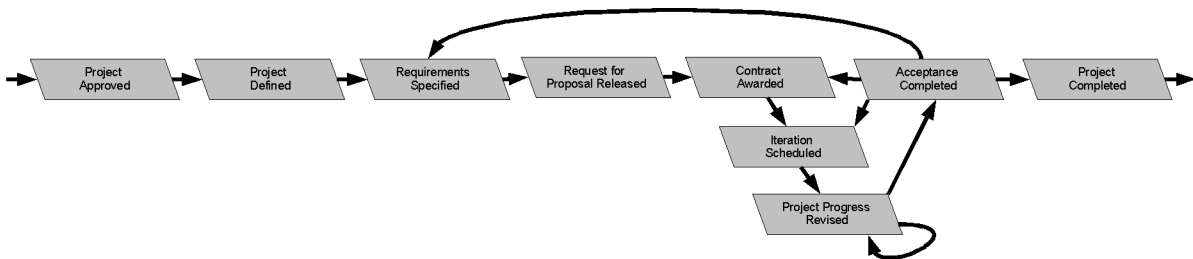 Project
Approved
Project
Defined
Requirements
Specified
Request for
Proposal Released
Contract
Awarded
Acceptance
Completed
Project
Completed
Iteration
Scheduled
Project Progress
Revised